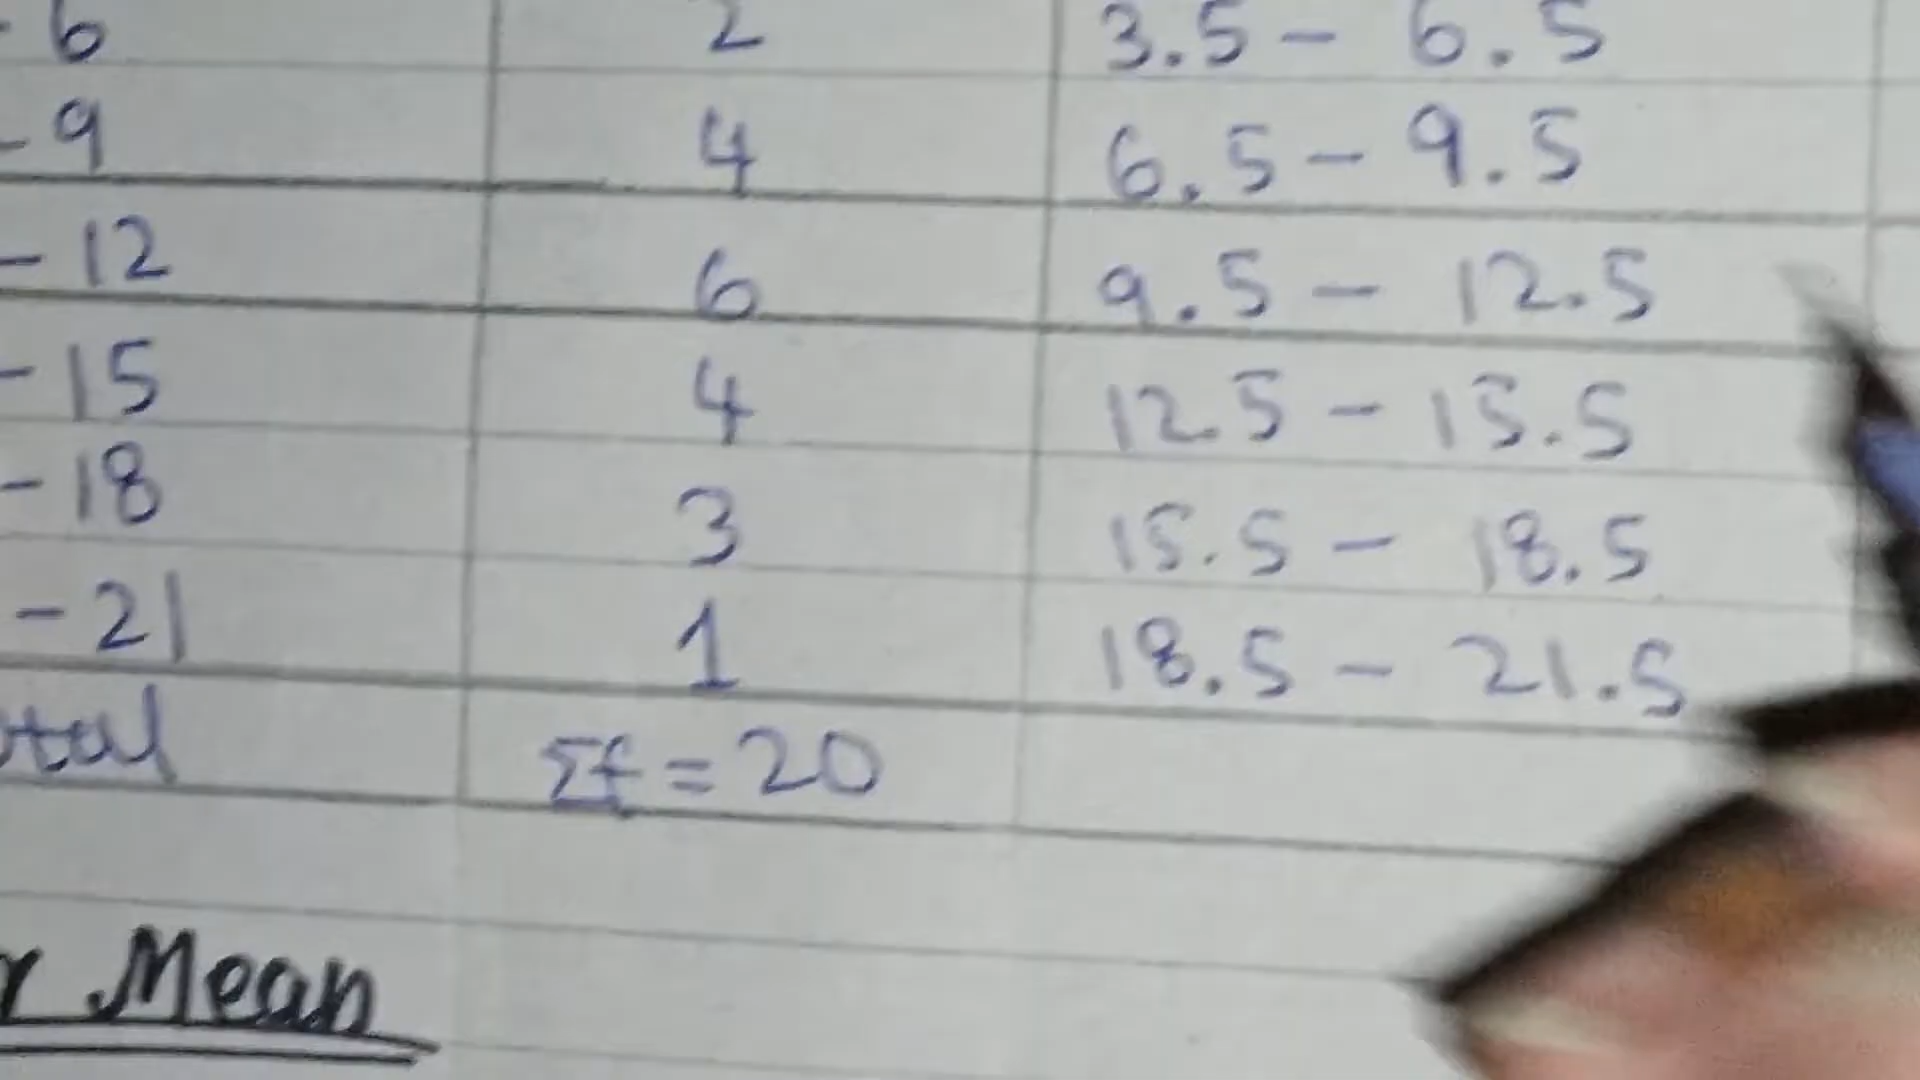 -6 2 3.5 - 6.5
-9 4 6.5 - 9.5
- 12 6 9.5 - 12.5
-15 4 12.5 - 15.5
-18 3 15.5 - 18.5
- 21 1 18.5 - 21.5
otal Σf = 20
r Mean